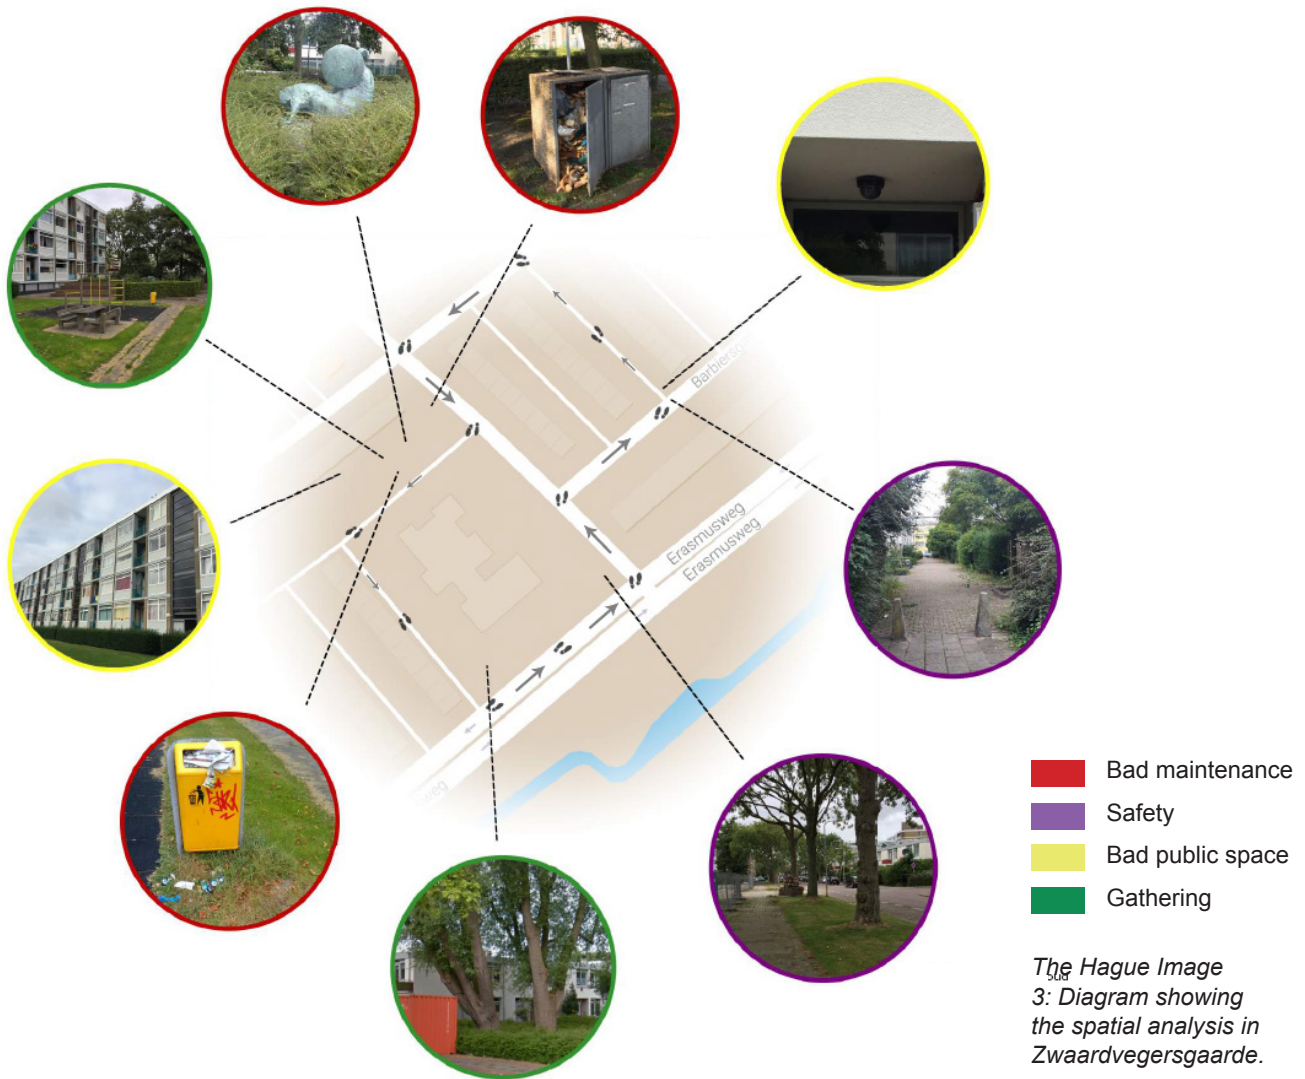 Barbiersg
Erasmusweg
Erasmusweg
sweg
Bad maintenance
Safety
Bad public space
Gathering
The Hague Image
3: Diagram showing
the spatial analysis in
Zwaardvegersgaarde.